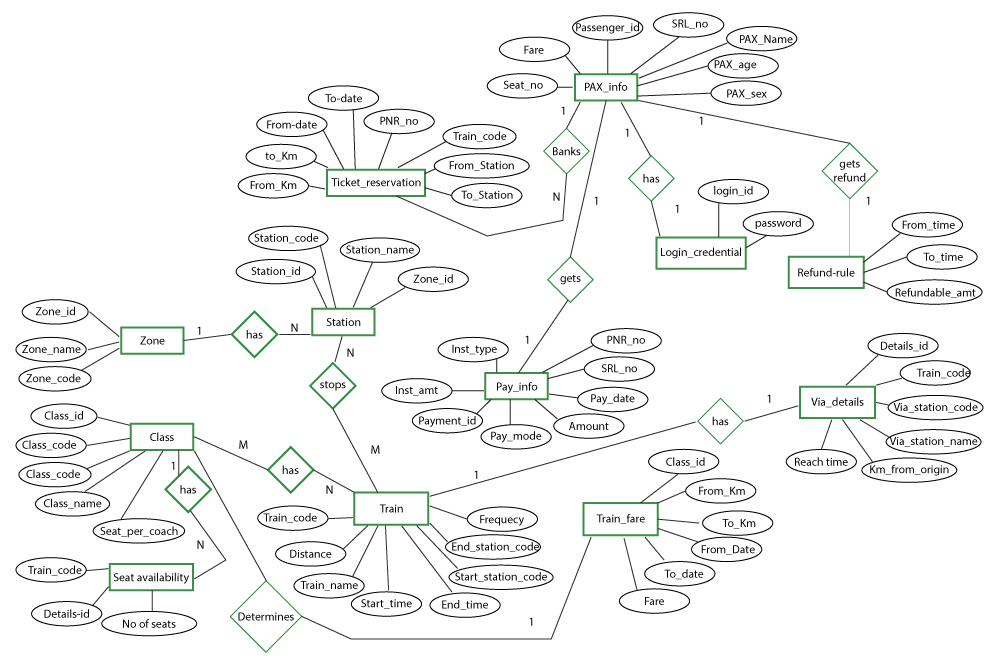 Passenger_id
SRL_no
PAX_Name
Fare
PAX_age
Seat_no
PAX_info
PAX_sex
To-date
1
1
1
From-date
PNR_no
Train_code
Banks
to_Km
From_Station
gets
refund
From_Km
Ticket_reservation
To_Station
has
login_id
N
1
1
1
password
From_time
Station_code
Station_name
Login_credential
To_time
Station_id
Zone_id
gets
Refund-rule
Refundable_amt
Zone_id
Station
Zone
1
has
N
Zone_name
Zone_code
N
stops
1
Inst_type
PNR_no
SRL_no
Details_id
Train_code
Inst_amt
Pay_info
Pay_date
Via_details
Via_station_code
Payment_id
Amount
Pay_mode
1
has
Via_station_name
Class_id
Class
Class_code
Class_code
Class_name
Seat_per_coach
M
M
1
has
has
N
1
Reach time
Km_from_origin
Class_id
From_Km
Train_code
Train
Frequecy
Train_fare
To_Km
Distance
End_station_code
From_Date
N
Train_code
Seat availability
Train_name
Start_station_code
To_date
Start_time
End_time
Fare
Details-id
No of seats
Determines
1